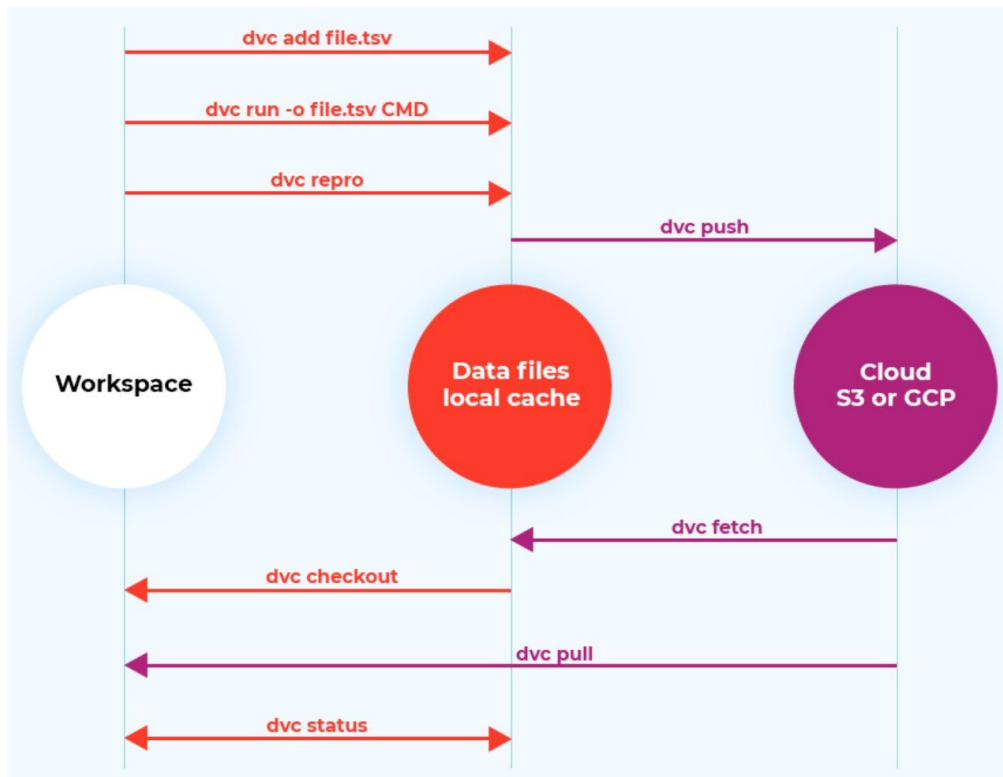 dvc add file.tsv
dvc run -o file.tsv CMD
dvc repro
dvc push
Workspace
Data files
local cache
Cloud
S3 or GCP
dvc fetch
dvc checkout
dvc pull
dvc status